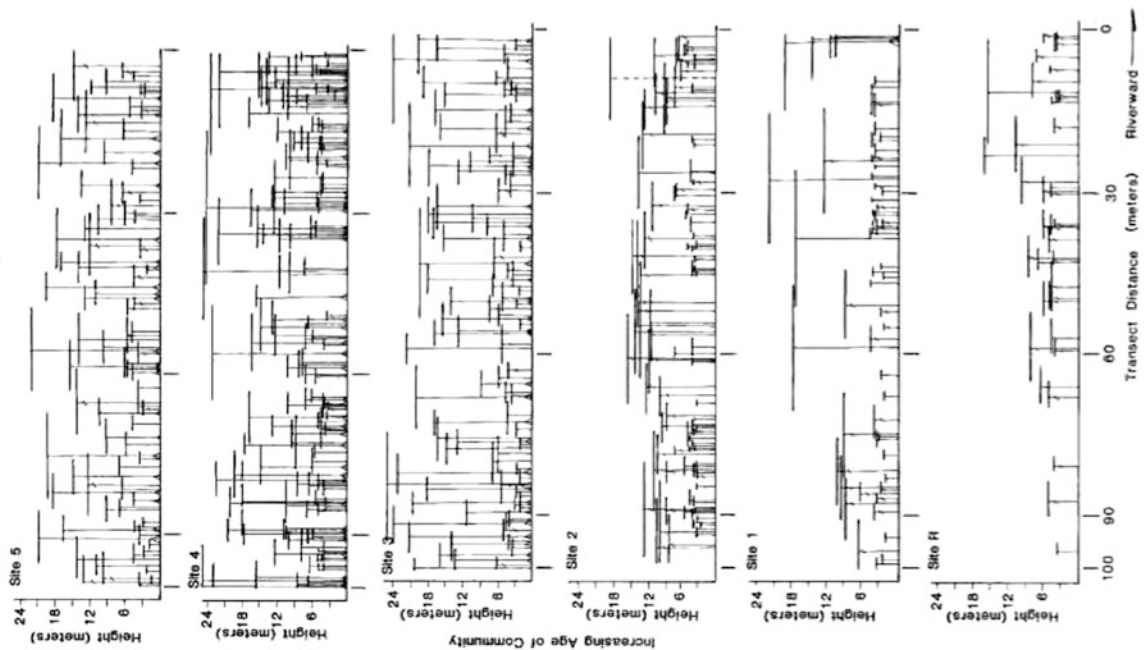 Site 5
24
18
12
6
Height (meters)
Site 4
24
18
12
6
Height (meters)
Site 3
24
18
12
6
Height (meters)
Site 2
24
18
12
6
Height (meters)
Site 1
24
18
12
6
Height (meters)
Site R
24
18
12
6
Height (meters)
Increasing Age of Community
100 90 60 30 0
Transect Distance (meters) Riverward